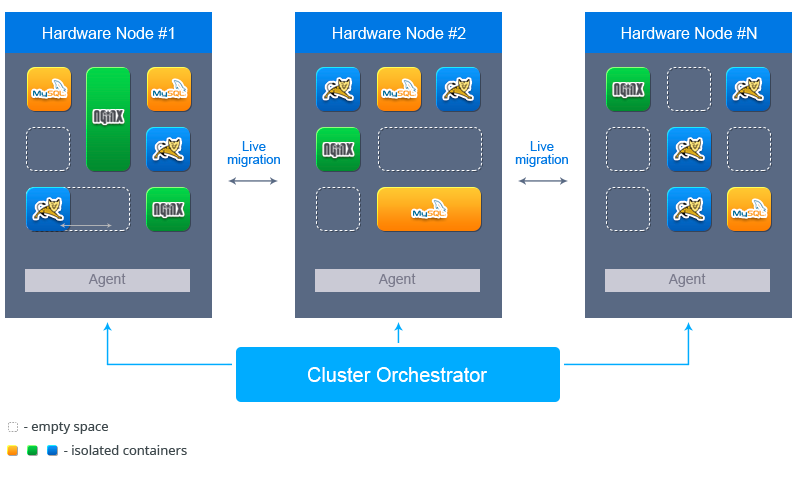 Hardware Node #1
Hardware Node #2
Hardware Node #N
MySQL
NGINX
MySQL
MySQL
NGINX
NGINX
Live
migration
Live
migration
NGINX
MySQL
MySQL
Agent
Agent
Agent
Cluster Orchestrator
- empty space
- isolated containers